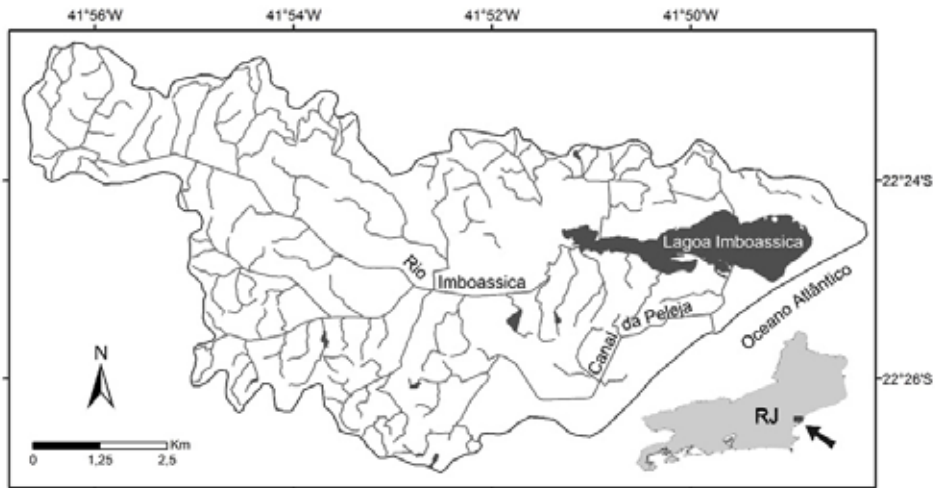 41°56'W 41°54'W 41°52'W 41°50'W
22°24'S
Lagoa Imboassica
Rio Imboassica
Canal da Peleja
Oceano Atlântico
22°26'S
N
RJ
Km
0 1,25 2,5